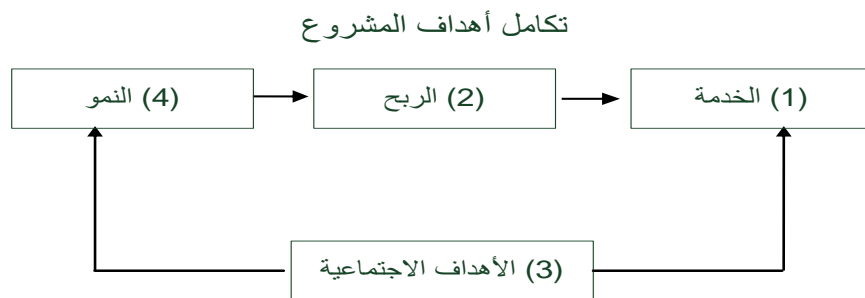 تكامل أهداف المشروع
(1) الخدمة
(2) الربح
(4) النمو
(3) الأهداف الاجتماعية